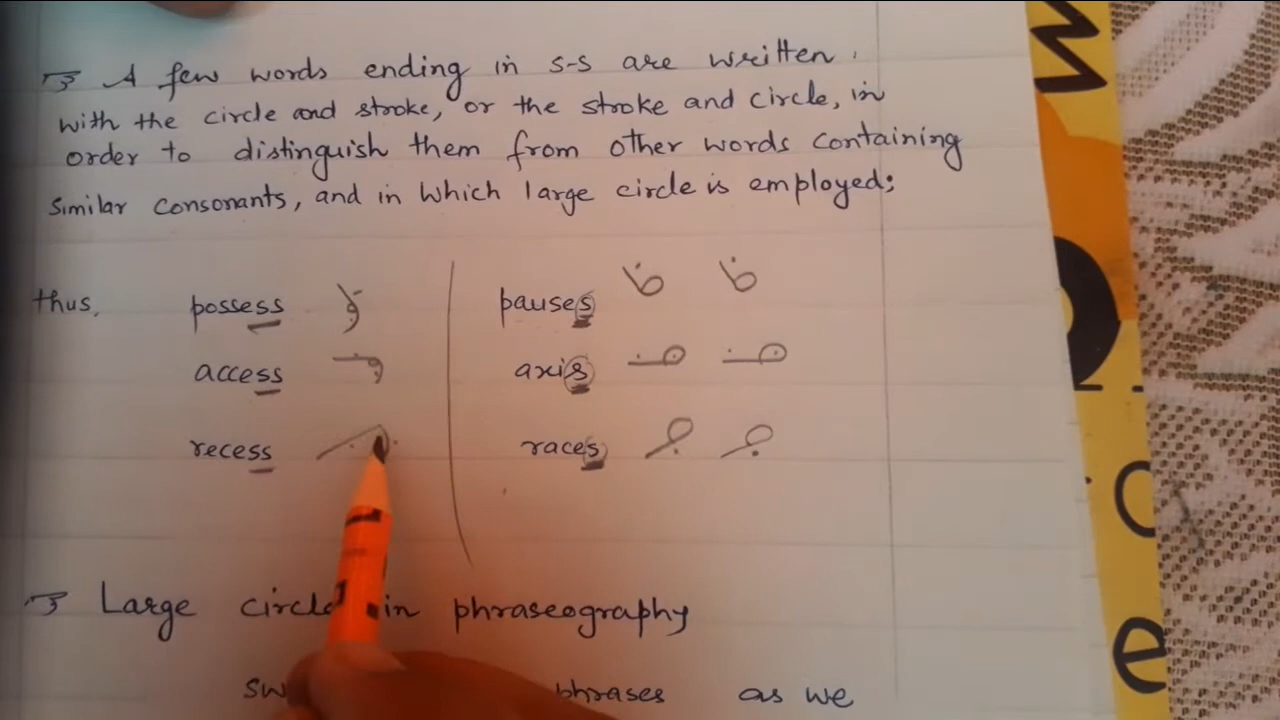 A few words ending in s-s are written
with the circle and stroke, or the stroke and circle, in
order to distinguish them from other words containing
similar consonants, and in which large circle is employed;
thus, possess pauses
access axis
recess races
Large circle in phraseography
phrases as we
W
O
e